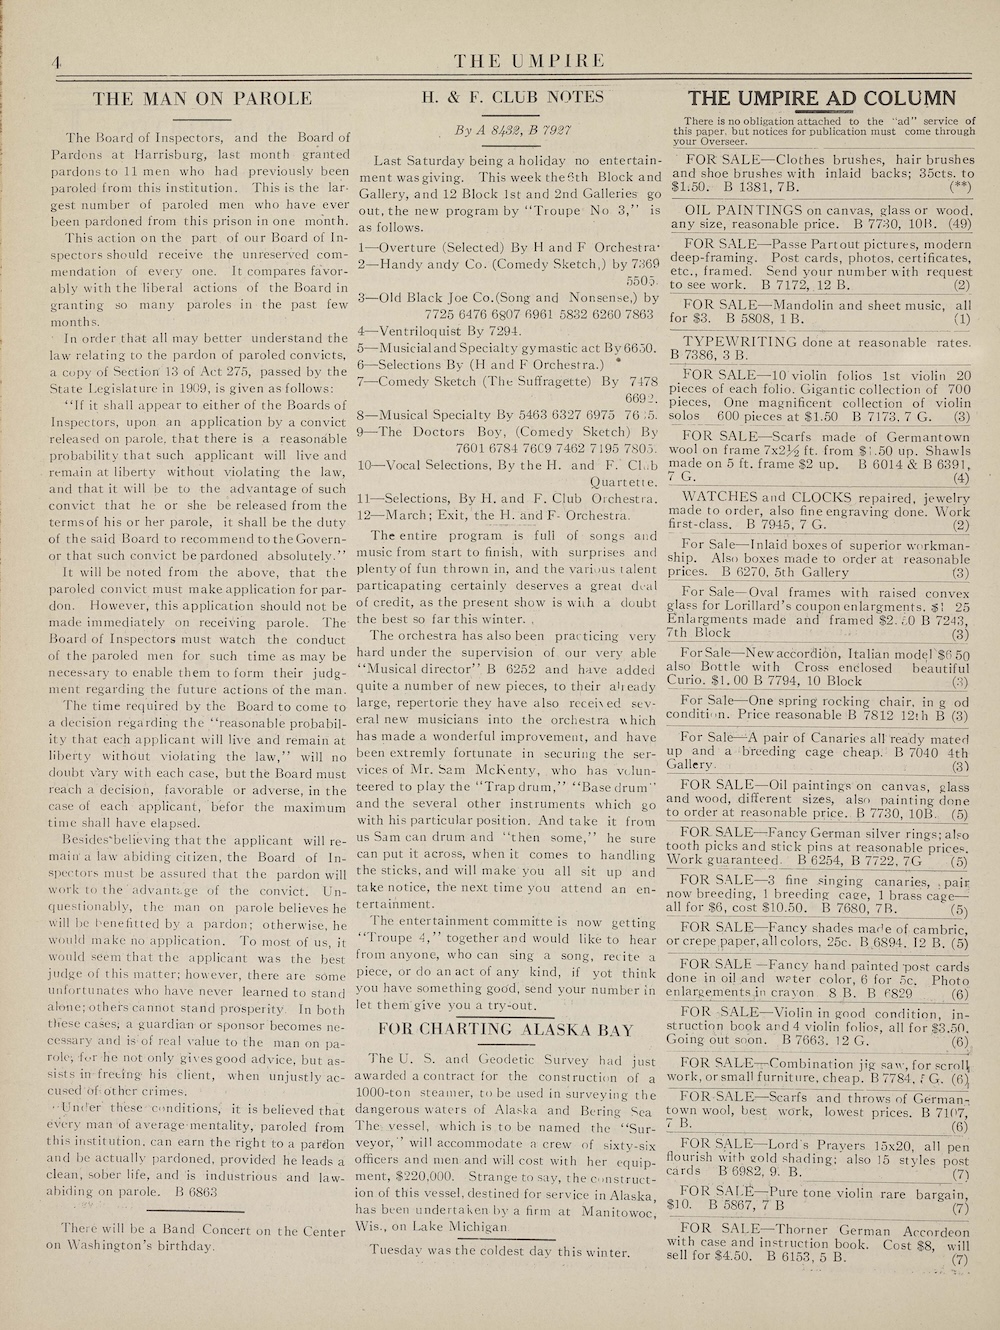 4
THE UMPIRE
THE MAN ON PAROLE
The Board of Inspectors, and the Board of
Pardons at Harrisburg, last month granted
pardons to 11 men who had previously been
paroled from this institution. This is the lar-
gest number of paroled men who have ever
been pardoned from this prison in one month.
This action on the part of our Board of In-
spectors should receive the unreserved com-
mendation of every one. It compares favor-
ably with the liberal actions of the Board in
granting so many paroles in the past few
months.
In order that all may better understand the
law relating to the pardon of paroled convicts,
a copy of Section 13 of Act 275, passed by the
State Legislature in 1909, is given as follows:
"If it shall appear to either of the Boards of
Inspectors, upon an application by a convict
released on parole, that there is a reasonable
probability that such applicant will live and
remain at liberty without violating the law,
and that it will be to the advantage of such
convict that he or she be released from the
terms of his or her parole, it shall be the duty
of the said Board to recommend to the Govern-
or that such convict be pardoned absolutely."
It will be noted from the above, that the
paroled convict must make application for par-
don. However, this application should not be
made immediately on receiving parole. The
Board of Inspectors must watch the conduct
of the paroled men for such time as may be
necessary to enable them to form their judg-
ment regarding the future actions of the man.
The time required by the Board to come to
a decision regarding the "reasonable probabil-
ity that each applicant will live and remain at
liberty without violating the law," will no
doubt vary with each case, but the Board must
reach a decision, favorable or adverse, in the
case of each applicant, befor the maximum
time shall have elapsed.
Besides believing that the applicant will re-
main a law abiding citizen, the Board of In-
spectors must be assured that the pardon will
work to the advantage of the convict. Un-
questionably, the man on parole believes he
will be benefitted by a pardon; otherwise, he
would make no application. To most of us, it
would seem that the applicant was the best
judge of this matter; however, there are some
unfortunates who have never learned to stand
alone; others cannot stand prosperity. In both
these cases, a guardian or sponsor becomes ne-
cessary and is of real value to the man on pa-
role, for he not only gives good advice, but as-
sists in freeing his client, when unjustly ac-
cused of other crimes.
Under these conditions, it is believed that
every man of average mentality, paroled from
this institution, can earn the right to a pardon
and be actually pardoned, provided he leads a
clean, sober life, and is industrious and law-
abiding on parole. B 6863
There will be a Band Concert on the Center
on Washington's birthday.
H. & F. CLUB NOTES
By A 8432, B 7927
Last Saturday being a holiday no entertain-
ment was giving. This week the 6th Block and
Gallery, and 12 Block 1st and 2nd Galleries go
out, the new program by "Troupe No 3," is
as follows.
1—Overture (Selected) By H and F Orchestra
2—Handy andy Co. (Comedy Sketch,) by 7369
5505.
3—Old Black Joe Co.(Song and Nonsense,) by
7725 6476 6807 6961 5832 6260 7863
4—Ventriloquist By 7294.
5—Musicial and Specialty gymastic act By 6650.
6—Selections By (H and F Orchestra.)
7—Comedy Sketch (The Suffragette) By 7478
6692.
8—Musical Specialty By 5463 6327 6975
9—The Doctors Boy, (Comedy Sketch) By
7601 6784 7609 7462 7195 7805.
10—Vocal Selections, By the H. and F. Club
Quartette.
11—Selections, By H. and F. Club Orchestra.
12—March; Exit, the H. and F- Orchestra.
The entire program is full of songs and
music from start to finish, with surprises and
plenty of fun thrown in, and the various talent
particapating certainly deserves a great deal
of credit, as the present show is with a doubt
the best so far this winter.
The orchestra has also been practicing very
hard under the supervision of our very able
"Musical director" B 6252 and have added
quite a number of new pieces, to their already
large, repertorie they have also received sev-
eral new musicians into the orchestra which
has made a wonderful improvement, and have
been extremly fortunate in securing the ser-
vices of Mr. Sam McKenty, who has volun-
teered to play the "Trap drum," "Base drum"
and the several other instruments which go
with his particular position. And take it from
us Sam can drum and "then some," he sure
can put it across, when it comes to handling
the sticks, and will make you all sit up and
take notice, the next time you attend an en-
tertainment.
The entertainment committe is now getting
"Troupe 4," together and would like to hear
from anyone, who can sing a song, recite a
piece, or do an act of any kind, if yot think
you have something good, send your number in
let them give you a try-out.
FOR CHARTING ALASKA BAY
The U. S. and Geodetic Survey had just
awarded a contract for the construction of a
1000-ton steamer, to be used in surveying the
dangerous waters of Alaska and Bering Sea
The vessel, which is to be named the "Sur-
veyor," will accommodate a crew of sixty-six
officers and men and will cost with her equip-
ment, $220,000. Strange to say, the construct-
ion of this vessel, destined for service in Alaska,
has been undertaken by a firm at Manitowoc,
Wis., on Lake Michigan
Tuesday was the coldest day this winter.
THE UMPIRE AD COLUMN
There is no obligation attached to the "ad" service of
this paper, but notices for publication must come through
your Overseer.
FOR SALE—Clothes brushes, hair brushes
and shoe brushes with inlaid backs; 35cts. to
$1.50. B 1381, 7B. (**)
OIL PAINTINGS on canvas, glass or wood,
any size, reasonable price. B 7730, 10B. (49)
FOR SALE—Passe Partout pictures, modern
deep-framing. Post cards, photos, certificates,
etc., framed. Send your number with request
to see work. B 7172, 12 B. (2)
FOR SALE—Mandolin and sheet music, all
for $3. B 5808, 1 B. (1)
TYPEWRITING done at reasonable rates.
B 7386, 3 B.
FOR SALE—10 violin folios 1st violin 20
pieces of each folio. Gigantic collection of 700
pieces, One magnificent collection of violin
solos 600 pieces at $1.50 B 7173, 7 G. (3)
FOR SALE—Scarfs made of Germantown
wool on frame 7x2½ ft. from $1.50 up. Shawls
made on 5 ft. frame $2 up. B 6014 & B 6391,
7 G. (4)
WATCHES and CLOCKS repaired, jewelry
made to order, also fine engraving done. Work
first-class. B 7945, 7 G. (2)
For Sale—Inlaid boxes of superior workman-
ship. Also boxes made to order at reasonable
prices. B 6270, 5th Gallery (3)
For Sale—Oval frames with raised convex
glass for Lorillard's coupon enlargments. $1 25
Enlargments made and framed B 7243,
7th Block (3)
For Sale—New accordion, Italian model $6 50
also Bottle with Cross enclosed beautiful
Curio. $1.00 B 7794, 10 Block (3)
For Sale—One spring rocking chair, in g od
condition. Price reasonable B 7812 12th B (3)
For Sale—A pair of Canaries all ready mated
up and a breeding cage cheap. B 7040 4th
Gallery. (3)
FOR SALE—Oil paintings on canvas, glass
and wood, different sizes, also painting done
to order at reasonable price. B 7730, 10B. (5)
FOR SALE—Fancy German silver rings; also
tooth picks and stick pins at reasonable prices.
Work guaranteed. B 6254, B 7722, 7G (5)
FOR SALE—3 fine singing canaries, pair
now breeding, 1 breeding cage, 1 brass cage—
all for $6, cost $10.50. B 7680, 7B. (5)
FOR SALE—Fancy shades made of cambric,
or crepe paper, all colors, 25c. B 6894. 12 B. (5)
FOR SALE—Fancy hand painted post cards
done in oil and water color, 6 for 5c. Photo
enlargements in crayon 8 B. B 6829 (6)
FOR SALE—Violin in good condition, in-
struction book and 4 violin folios, all for $3.50.
Going out soon. B 7663. 12 G. (6)
FOR SALE—Combination jig saw, for scroll
work, or small furniture, cheap. B 7784, G. (6)
FOR SALE—Scarfs and throws of German-
town wool, best work, lowest prices. B 7107,
7 B. (6)
FOR SALE—Lord's Prayers 15x20, all pen
flourish with gold shading; also 15 styles post
cards B 6982, 9. B. (7)
FOR SALE—Pure tone violin rare bargain,
$10. B 5867, 7 B (7)
FOR SALE—Thorner German Accordeon
with case and instruction book. Cost $8, will
sell for $4.50. B 6153, 5 B. (7)